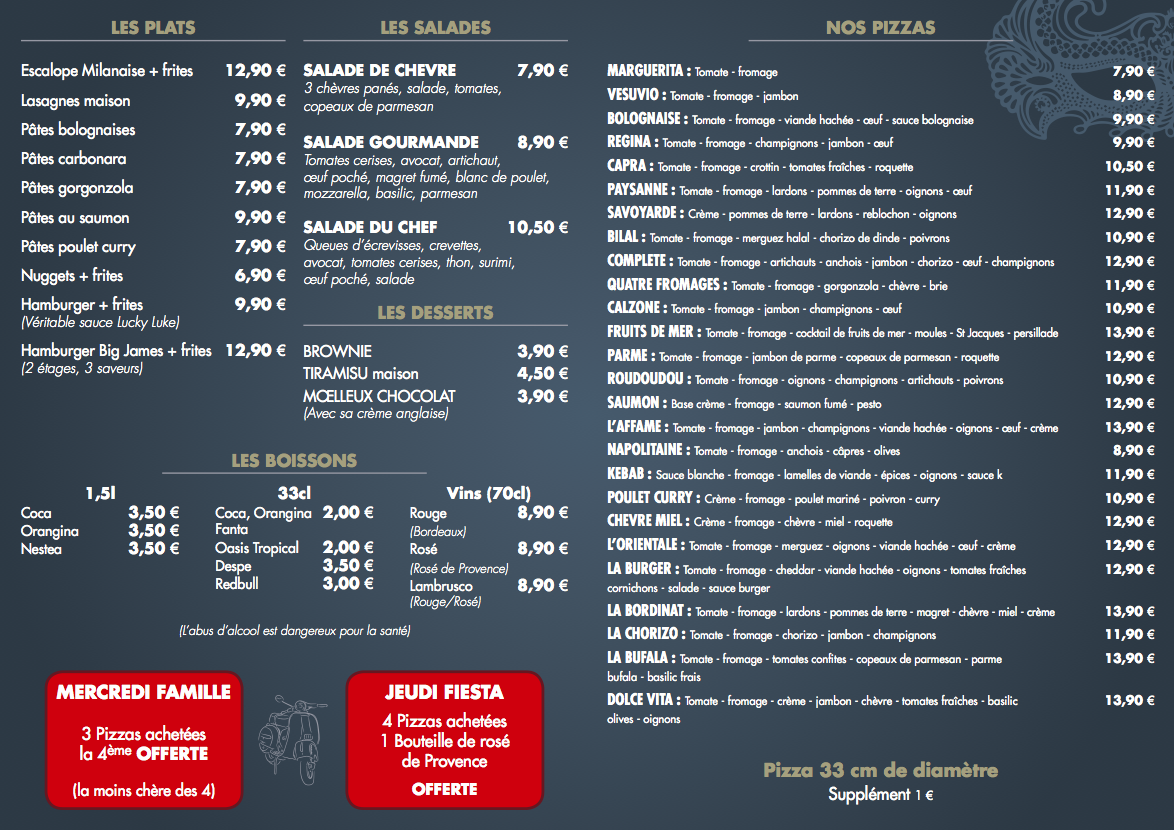 LES PLATS
Escalope Milanaise + frites 12,90 €
Lasagnes maison 9,90 €
Pâtes bolognaises 7,90 €
Pâtes carbonara 7,90 €
Pâtes gorgonzola 7,90 €
Pâtes au saumon 9,90 €
Pâtes poulet curry 7,90 €
Nuggets + frites 6,90 €
Hamburger + frites 9,90 €
(Véritable sauce Lucky Luke)
Hamburger Big James + frites 12,90 €
(2 étages, 3 saveurs)
LES SALADES
SALADE DE CHEVRE 7,90 €
3 chèvres panés, salade, tomates,
copeaux de parmesan
SALADE GOURMANDE 8,90 €
Tomates cerises, avocat, artichaut,
œuf poché, magret fumé, blanc de poulet,
mozzarella, basilic, parmesan
SALADE DU CHEF 10,50 €
Queues d'écrevisses, crevettes,
avocat, tomates cerises, thon, surimi,
œuf poché, salade
LES DESSERTS
BROWNIE 3,90 €
TIRAMISU maison 4,50 €
MŒLLEUX CHOCOLAT 3,90 €
(Avec sa crème anglaise)
LES BOISSONS
1,5l
Coca 3,50 €
Orangina 3,50 €
Nestea 3,50 €
33cl
Coca, Orangina 2,00 €
Fanta
Oasis Tropical 2,00 €
Despe 3,50 €
Redbull 3,00 €
Vins (70cl)
Rouge 8,90 €
(Bordeaux)
Rosé 8,90 €
(Rosé de Provence)
Lambrusco 8,90 €
(Rouge/Rosé)
(L'abus d'alcool est dangereux pour la santé)
MERCREDI FAMILLE
3 Pizzas achetées
la 4ème OFFERTE
(la moins chère des 4)
JEUDI FIESTA
4 Pizzas achetées
1 Bouteille de rosé
de Provence
OFFERTE
NOS PIZZAS
MARGUERITA : Tomate - fromage 7,90 €
VESUVIO : Tomate - fromage - jambon 8,90 €
BOLOGNAISE : Tomate - fromage - viande hachée - œuf - sauce bolognaise 9,90 €
REGINA : Tomate - fromage - champignons - jambon - œuf 9,90 €
CAPRA : Tomate - fromage - crottin - tomates fraîches - roquette 10,50 €
PAYSANNE : Tomate - fromage - lardons - pommes de terre - oignons - œuf 11,90 €
SAVOYARDE : Crème - pommes de terre - lardons - reblochon - oignons 12,90 €
BILAL : Tomate - fromage - merguez halal - chorizo de dinde - poivrons 10,90 €
COMPLETE : Tomate - fromage - artichauts - anchois - jambon - chorizo - œuf - champignons 12,90 €
QUATRE FROMAGES : Tomate - fromage - gorgonzola - chèvre - brie 11,90 €
CALZONE : Tomate - fromage - jambon - champignons - œuf 10,90 €
FRUITS DE MER : Tomate - fromage - cocktail de fruits de mer - moules - St Jacques - persillade 13,90 €
PARME : Tomate - fromage - jambon de parme - copeaux de parmesan - roquette 12,90 €
ROUDOUDOU : Tomate - fromage - oignons - champignons - artichauts - poivrons 10,90 €
SAUMON : Base crème - fromage - saumon fumé - pesto 12,90 €
L'AFFAME : Tomate - fromage - jambon - champignons - viande hachée - oignons - œuf - crème 13,90 €
NAPOLITAINE : Tomate - fromage - anchois - câpres - olives 8,90 €
KEBAB : Sauce blanche - fromage - lamelles de viande - épices - oignons - sauce k 11,90 €
POULET CURRY : Crème - fromage - poulet mariné - poivron - curry 10,90 €
CHEVRE MIEL : Crème - fromage - chèvre - miel - roquette 12,90 €
L'ORIENTALE : Tomate - fromage - merguez - oignons - viande hachée - œuf - crème 12,90 €
LA BURGER : Tomate - fromage - cheddar - viande hachée - oignons - tomates fraîches 12,90 €
cornichons - salade - sauce burger
LA BORDINAT : Tomate - fromage - lardons - pommes de terre - magret - chèvre - miel - crème 13,90 €
LA CHORIZO : Tomate - fromage - chorizo - jambon - champignons 11,90 €
LA BUFALA : Tomate - fromage - tomates confites - copeaux de parmesan - parme 13,90 €
bufala - basilic frais
DOLCE VITA : Tomate - fromage - crème - jambon - chèvre - tomates fraîches - basilic 13,90 €
olives - oignons
Pizza 33 cm de diamètre
Supplément 1 €